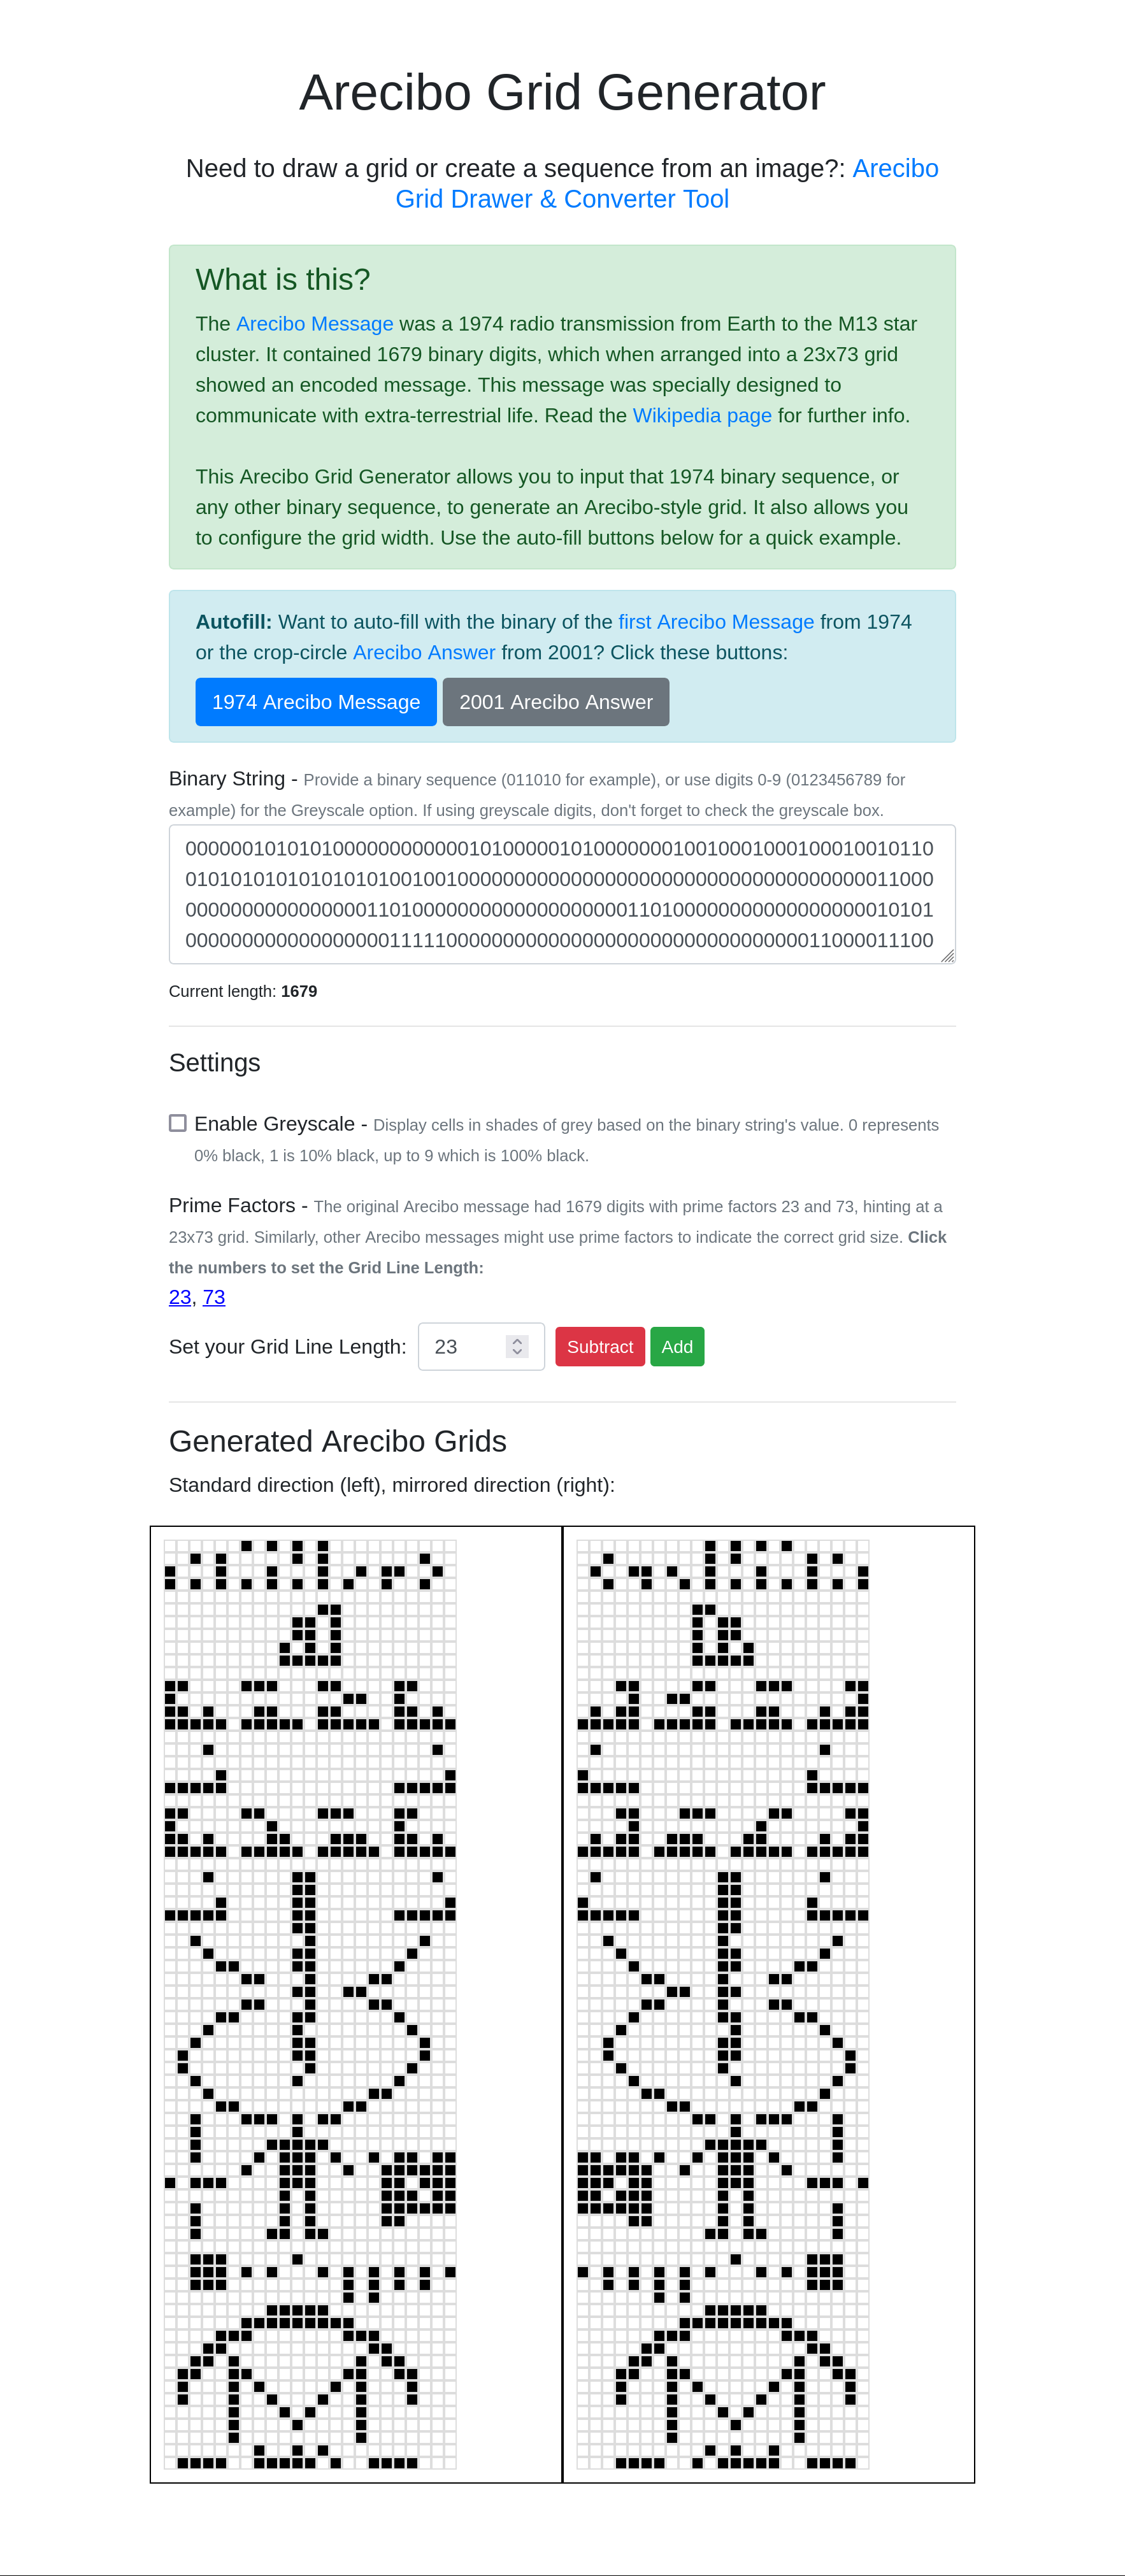 Arecibo Grid Generator
Need to draw a grid or create a sequence from an image?: Arecibo
Grid Drawer & Converter Tool
What is this?
The Arecibo Message was a 1974 radio transmission from Earth to the M13 star
cluster. It contained 1679 binary digits, which when arranged into a 23x73 grid
showed an encoded message. This message was specially designed to
communicate with extra-terrestrial life. Read the Wikipedia page for further info.
This Arecibo Grid Generator allows you to input that 1974 binary sequence, or
any other binary sequence, to generate an Arecibo-style grid. It also allows you
to configure the grid width. Use the auto-fill buttons below for a quick example.
Autofill: Want to auto-fill with the binary of the first Arecibo Message from 1974
or the crop-circle Arecibo Answer from 2001? Click these buttons:
1974 Arecibo Message 2001 Arecibo Answer
Binary String - Provide a binary sequence (011010 for example), or use digits 0-9 (0123456789 for
example) for the Greyscale option. If using greyscale digits, don't forget to check the greyscale box.
000000101010100000000000010100000101000000010010001000100010010110
010101010101010101010010010000000000000000000000000000000000011000
000000000000000011010000000000000000000110100000000000000000010101
000000000000000000111110000000000000000000000000000000011000011100
Current length: 1679
Settings
Enable Greyscale - Display cells in shades of grey based on the binary string's value. 0 represents
0% black, 1 is 10% black, up to 9 which is 100% black.
Prime Factors - The original Arecibo message had 1679 digits with prime factors 23 and 73, hinting at a
23x73 grid. Similarly, other Arecibo messages might use prime factors to indicate the correct grid size. Click
the numbers to set the Grid Line Length:
23, 73
Set your Grid Line Length: 23 Subtract Add
Generated Arecibo Grids
Standard direction (left), mirrored direction (right):